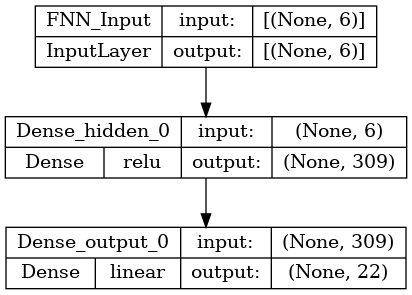 FNN_Input input: [(None, 6)]
InputLayer output: [(None, 6)]
Dense_hidden_0 input: (None, 6)
Dense relu output: (None, 309)
Dense_output_0 input: (None, 309)
Dense linear output: (None, 22)